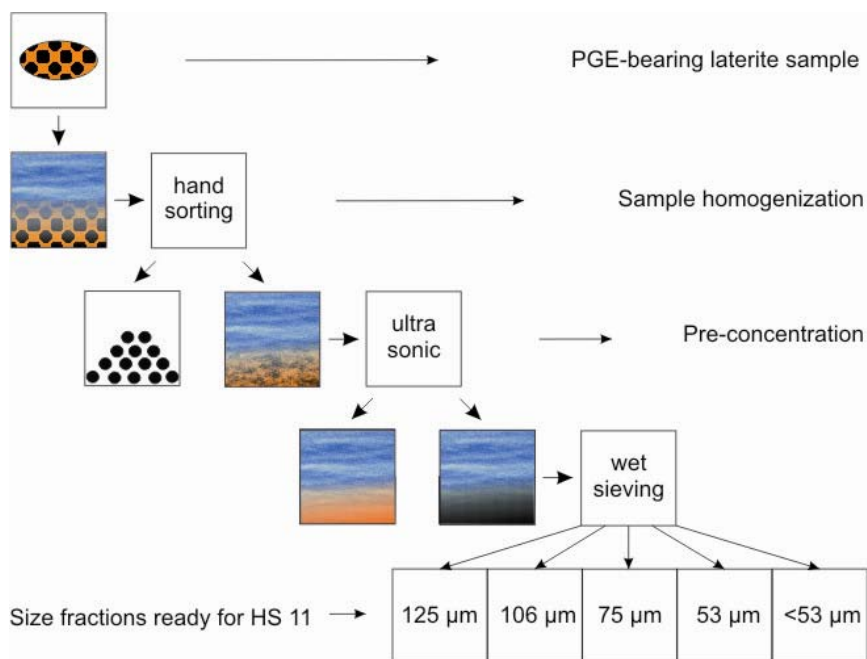 PGE-bearing laterite sample
hand
sorting
Sample homogenization
ultra
sonic
Pre-concentration
wet
sieving
Size fractions ready for HS 11
125 µm
106 µm
75 µm
53 µm
<53 µm